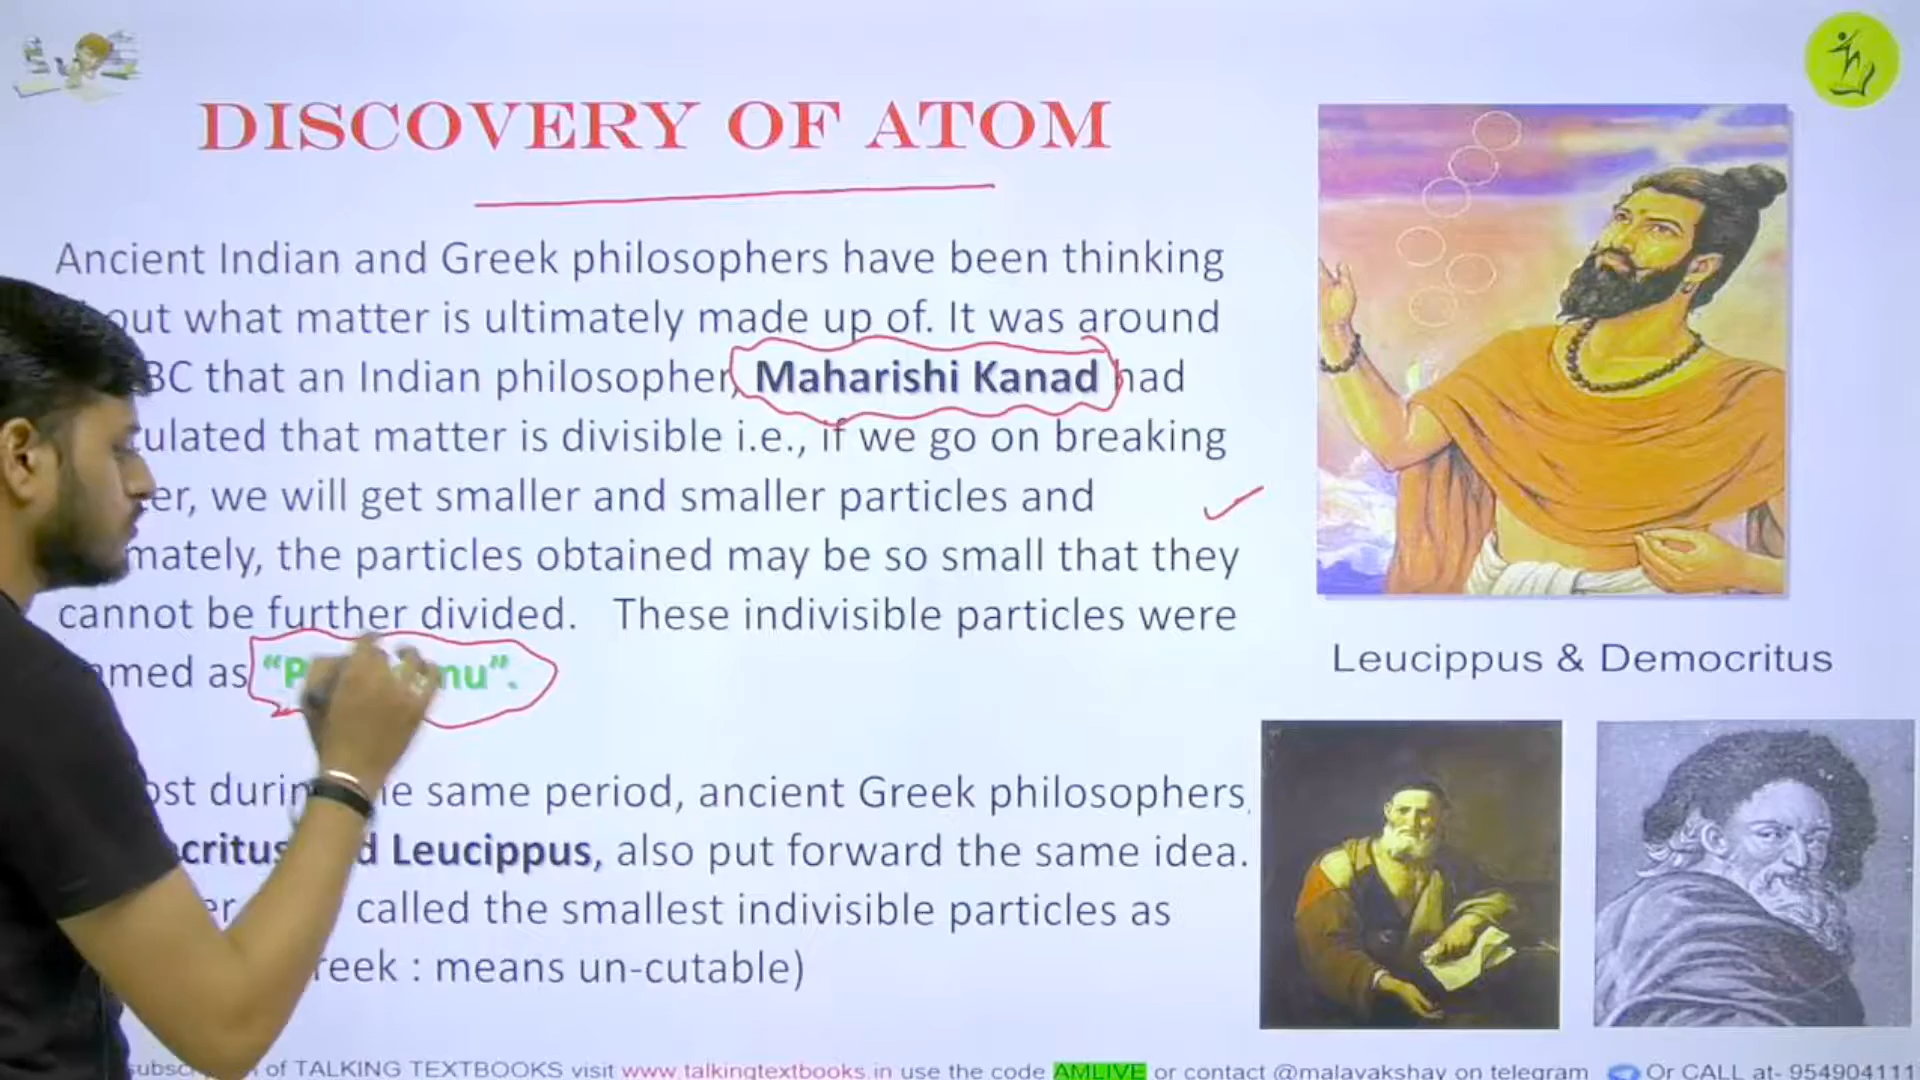 DISCOVERY OF ATOM
Ancient Indian and Greek philosophers have been thinking
out what matter is ultimately made up of. It was around
BC that an Indian philosopher, Maharishi Kanad had
ulated that matter is divisible i.e., if we go on breaking
er, we will get smaller and smaller particles and
mately, the particles obtained may be so small that they
cannot be further divided. These indivisible particles were
med as “P nu”.
ost durin e same period, ancient Greek philosophers,
critus d Leucippus, also put forward the same idea.
er called the smallest indivisible particles as
reek : means un-cutable)
Leucippus & Democritus
subsc n of TALKING TEXTBOOKS visit www.talkingtextbooks.in use the code AMLIVE or contact @malavakshay on telegram Or CALL at- 954904111